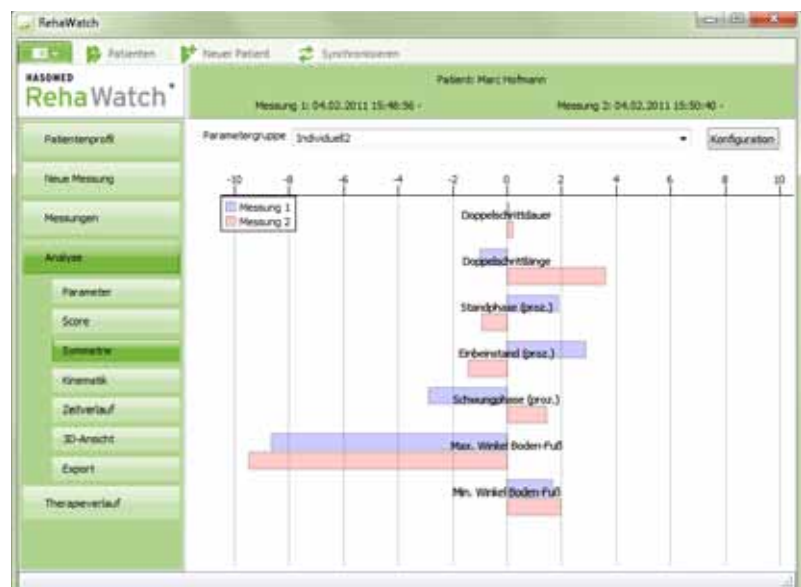 RehaWatch
Patienten
Neuer Patient
Synchronisieren
HASOMED
RehaWatch
Patient: Marc Hofmann
Messung 1: 04.02.2011 15:48:56 -
Messung 2: 04.02.2011 15:50:40 -
Patientenprofil
Neue Messung
Messungen
Analyse
Parameter
Score
Symmetrie
Kinematik
Zeitverlauf
3D-Ansicht
Export
Therapieverlauf
Parametergruppe
Individuell2
Konfiguration
-10 -8 -6 -4 -2 0 2 4 6 8 10
Messung 1
Messung 2
Doppelschrittdauer
Doppelschrittlänge
Standphase (proz.)
Einbeinstand (proz.)
Schwungphase (proz.)
Max. Winkel Boden-Fuß
Min. Winkel Boden-Fuß